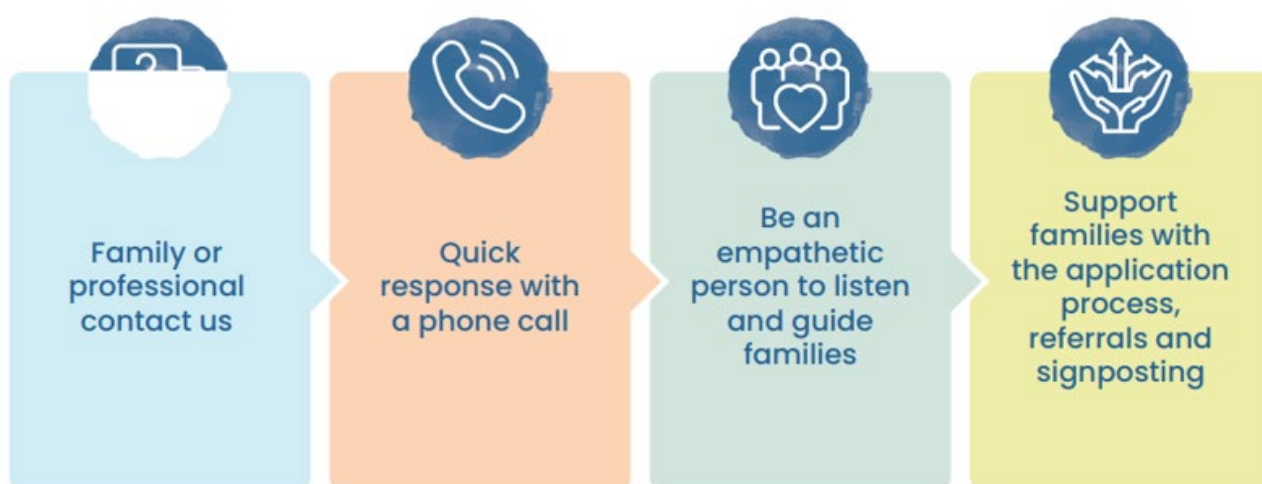 ?
Family or
professional
contact us
Quick
response with
a phone call
Be an
empathetic
person to listen
and guide
families
Support
families with
the application
process,
referrals and
signposting